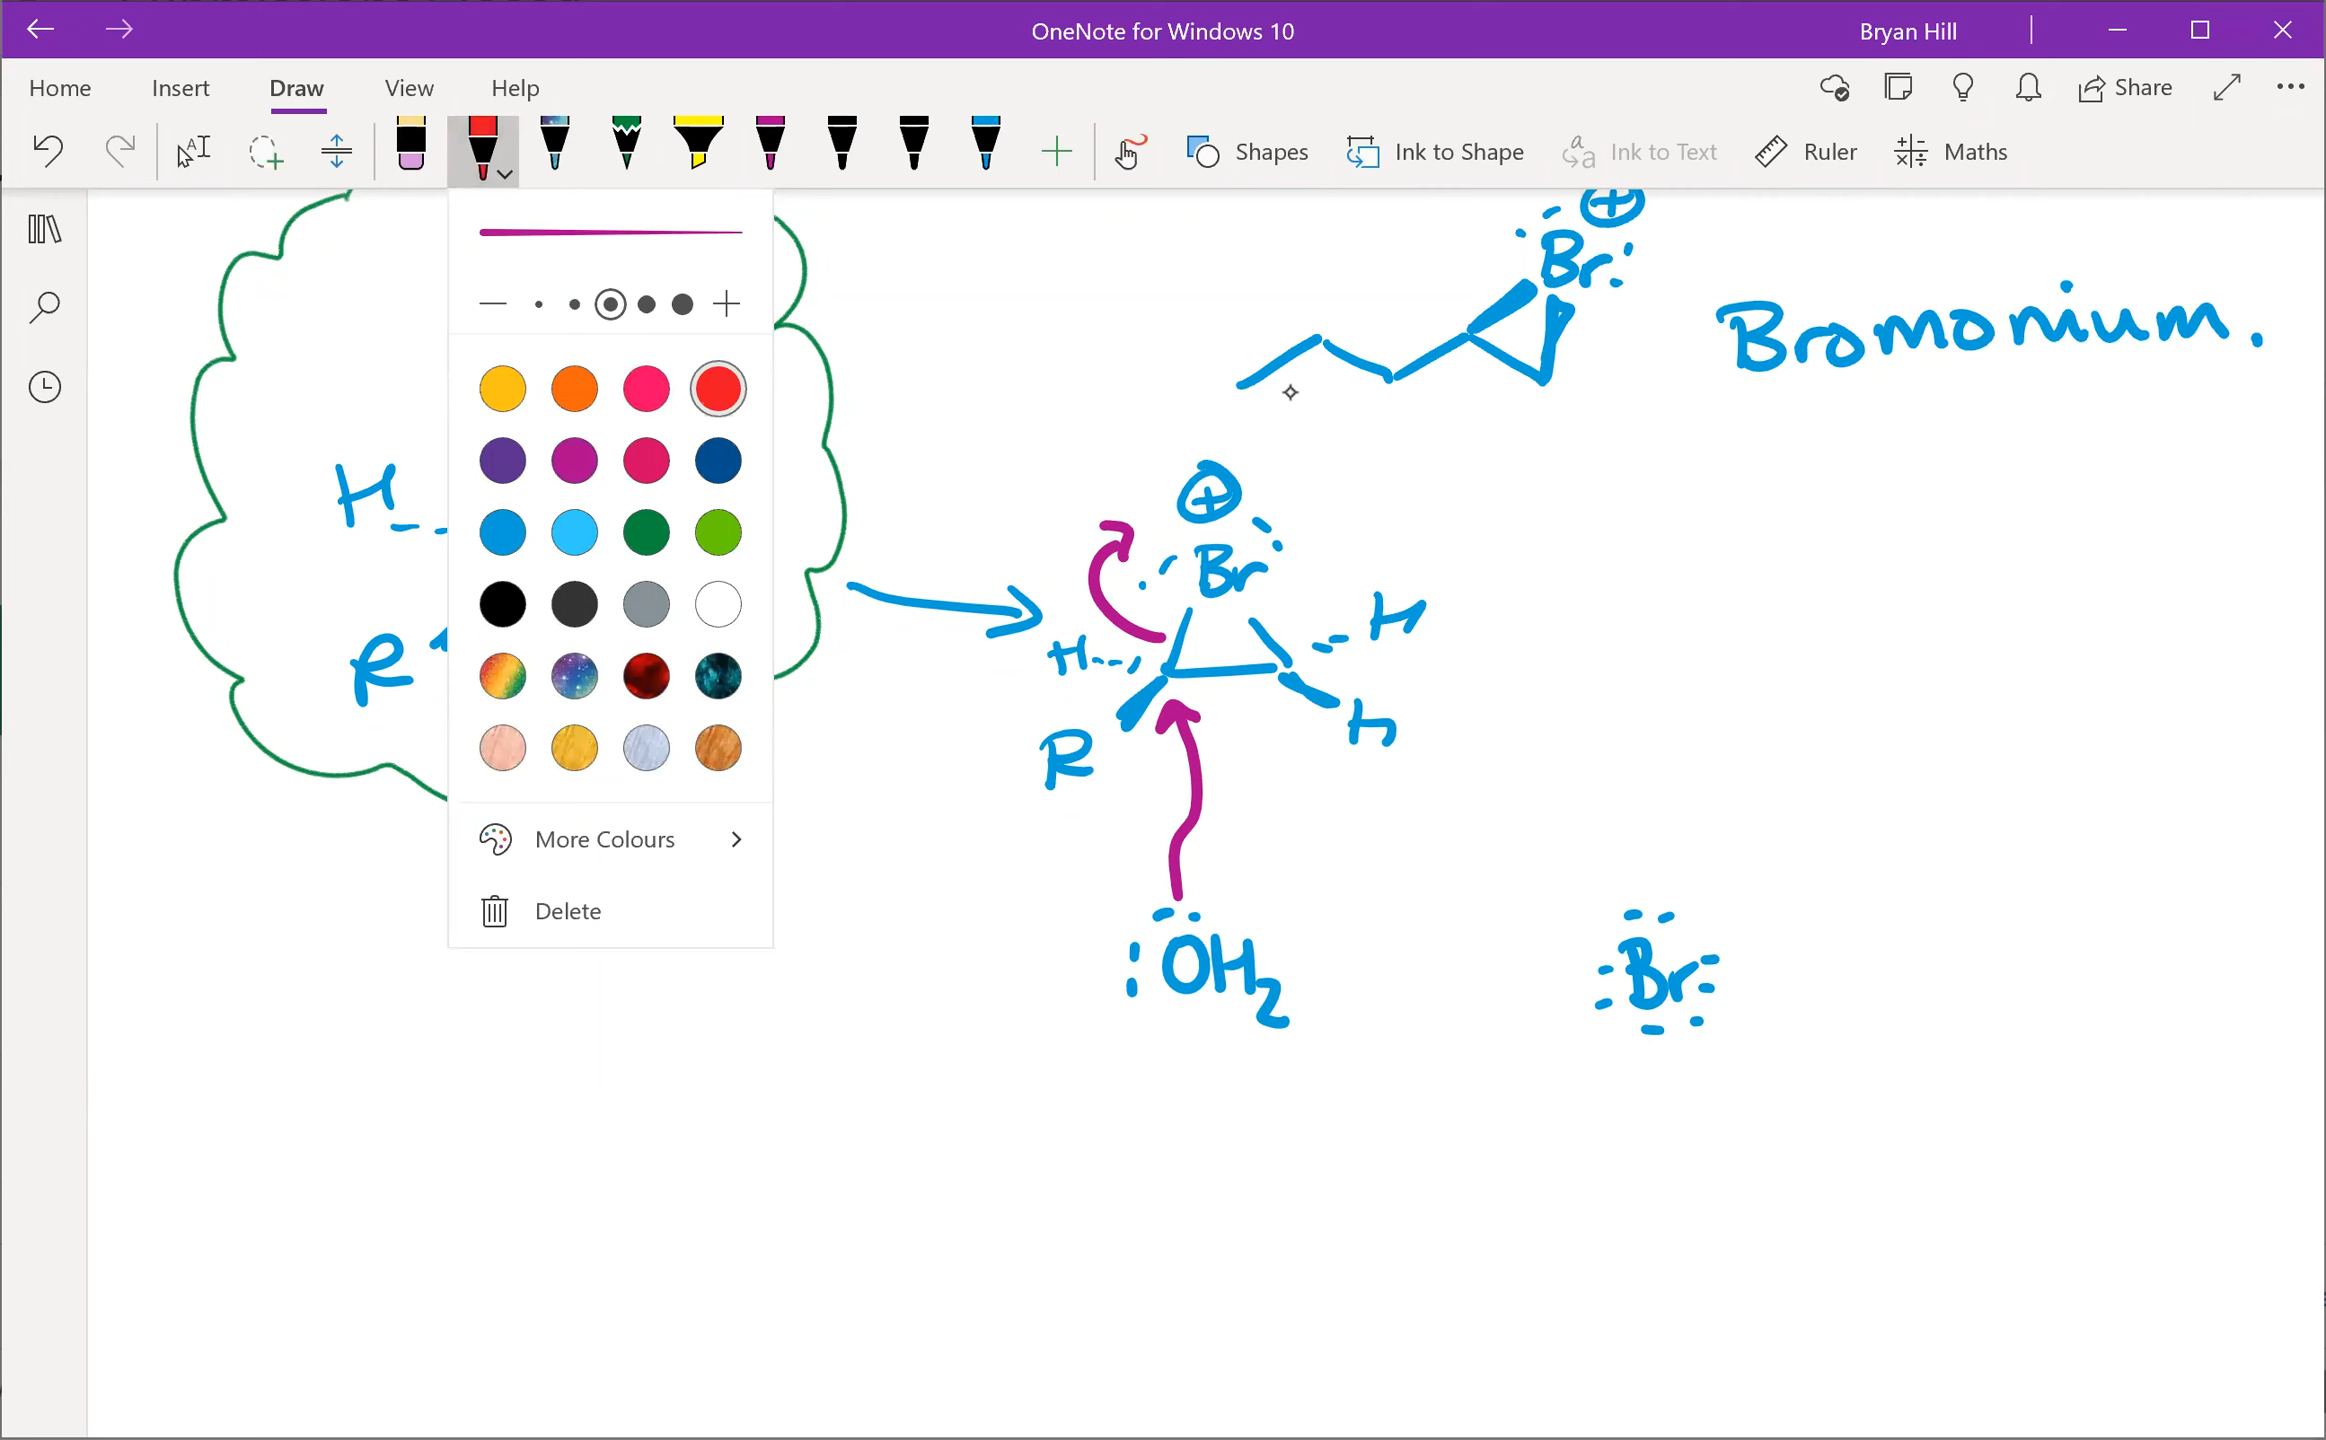 OneNote for Windows 10
Bryan Hill
Home Insert Draw View Help
Share
Shapes Ink to Shape Ink to Text Ruler Maths
⊕
Br
Bromonium.
H
R
⊕
Br
H
H
R
H
:OH2
Br
More Colours
Delete